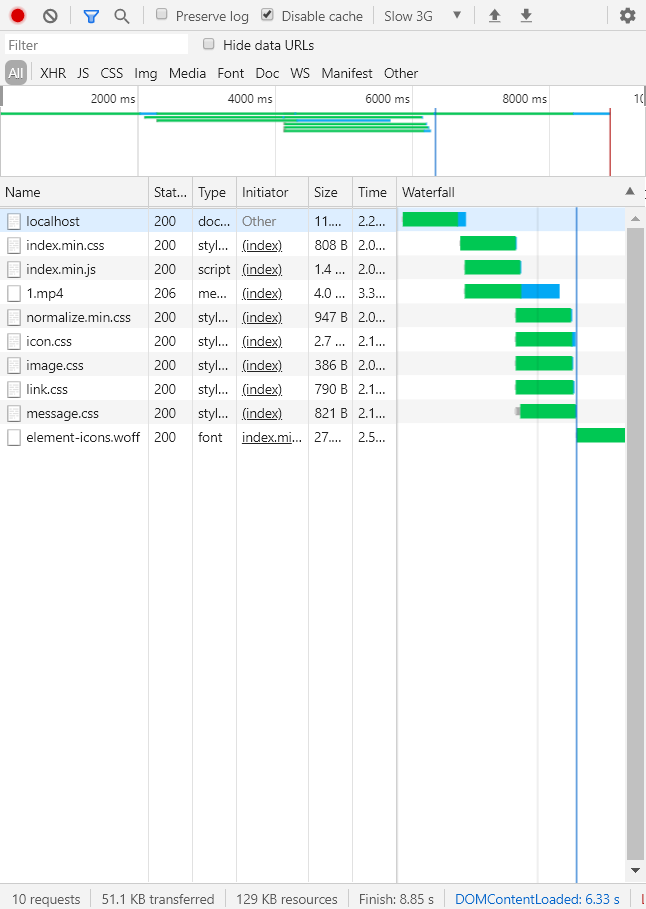 Preserve log Disable cache Slow 3G
Filter Hide data URLs
All XHR JS CSS Img Media Font Doc WS Manifest Other
2000 ms 4000 ms 6000 ms 8000 ms 10
Name Stat... Type Initiator Size Time Waterfall
localhost 200 doc... Other 11.... 2.2...
index.min.css 200 styl... (index) 808 B 2.0...
index.min.js 200 script (index) 1.4 ... 2.0...
1.mp4 206 me... (index) 4.0 ... 3.3...
normalize.min.css 200 styl... (index) 947 B 2.0...
icon.css 200 styl... (index) 2.7 ... 2.1...
image.css 200 styl... (index) 386 B 2.0...
link.css 200 styl... (index) 790 B 2.1...
message.css 200 styl... (index) 821 B 2.1...
element-icons.woff 200 font index.mi... 27.... 2.5...
10 requests 51.1 KB transferred 129 KB resources Finish: 8.85 s DOMContentLoaded: 6.33 s